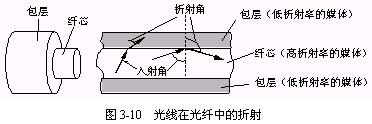 包层
纤芯
折射角
入射角
包层（低折射率的媒体）
纤芯（高折射率的媒体）
包层（低折射率的媒体）
图 3-10 光线在光纤中的折射